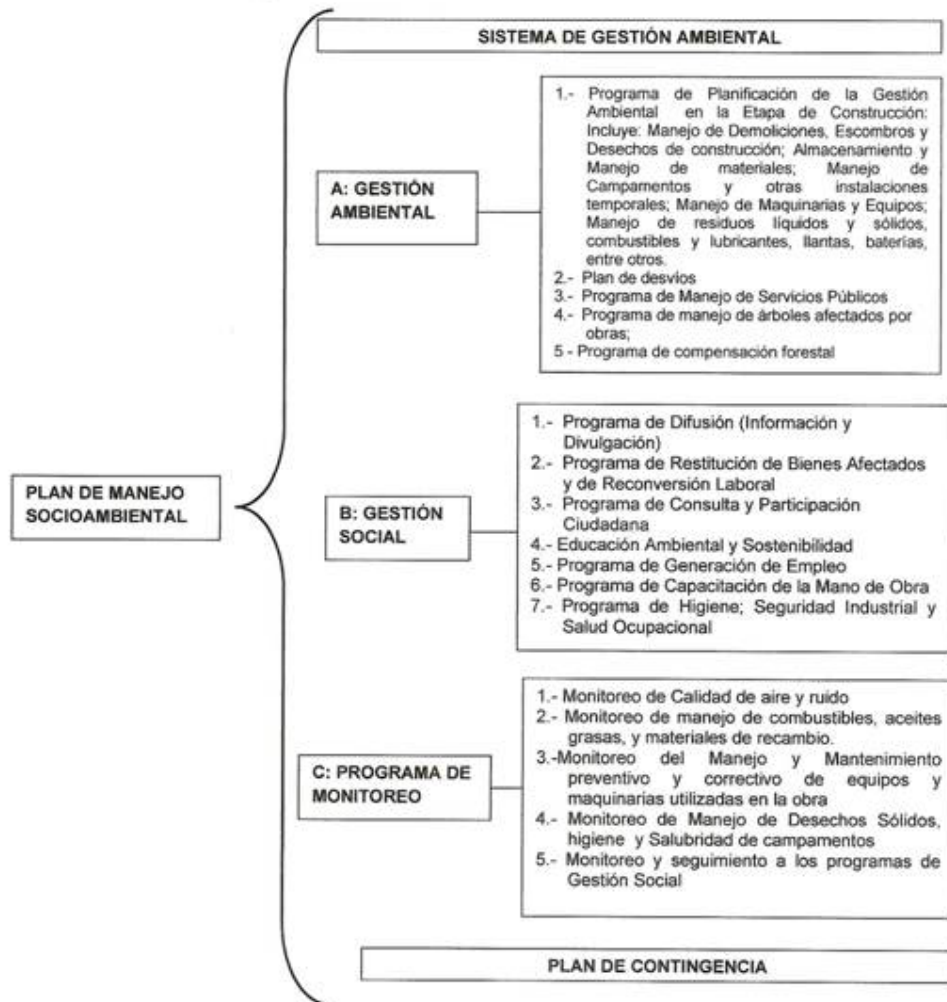 SISTEMA DE GESTIÓN AMBIENTAL
1.- Programa de Planificación de la Gestión
Ambiental en la Etapa de Construcción:
Incluye: Manejo de Demoliciones, Escombros y
Desechos de construcción; Almacenamiento y
Manejo de materiales; Manejo de
Campamentos y otras instalaciones
temporales; Manejo de Maquinarias y Equipos;
Manejo de residuos líquidos y sólidos,
combustibles y lubricantes, llantas, baterías,
entre otros.
2.- Plan de desvíos
3.- Programa de Manejo de Servicios Públicos
4.- Programa de manejo de árboles afectados por
obras;
5 - Programa de compensación forestal
A: GESTIÓN
AMBIENTAL
1.- Programa de Difusión (Información y
Divulgación)
2.- Programa de Restitución de Bienes Afectados
y de Reconversión Laboral
3.- Programa de Consulta y Participación
Ciudadana
4.- Educación Ambiental y Sostenibilidad
5.- Programa de Generación de Empleo
6.- Programa de Capacitación de la Mano de Obra
7.- Programa de Higiene; Seguridad Industrial y
Salud Ocupacional
PLAN DE MANEJO
SOCIOAMBIENTAL
B: GESTIÓN
SOCIAL
1.- Monitoreo de Calidad de aire y ruido
2.- Monitoreo de manejo de combustibles, aceites
grasas, y materiales de recambio.
3.-Monitoreo del Manejo y Mantenimiento
preventivo y correctivo de equipos y
maquinarias utilizadas en la obra
4.- Monitoreo de Manejo de Desechos Sólidos,
higiene y Salubridad de campamentos
5.- Monitoreo y seguimiento a los programas de
Gestión Social
C: PROGRAMA DE
MONITOREO
PLAN DE CONTINGENCIA